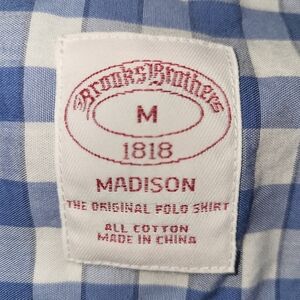 Brooks Brothers
M
1818
MADISON
THE ORIGINAL POLO SHIRT
ALL COTTON
MADE IN CHINA